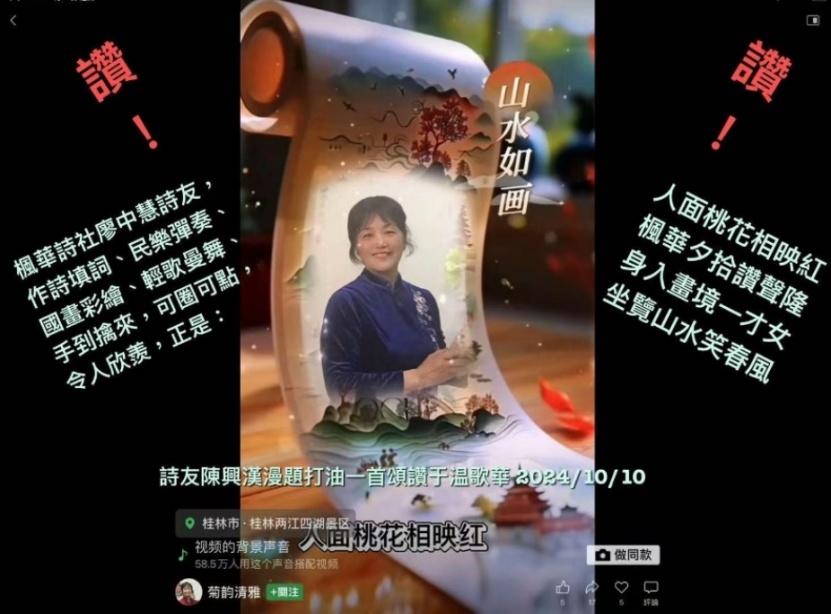 讚！
楓華詩社廖中慧詩友，
作詩填詞、民樂彈奏、
國畫彩繪、輕歌曼舞、
手到擒來，可圈可點，
令人欣羨，正是：
山水如画
讚！
人面桃花相映紅
楓華夕拾讚聲隆
身入畫境一才女
坐覽山水笑春風
詩友陳興漢漫題打油一首頌讚于温歌華 2024/10/10
桂林市·桂林两江四湖景区
人面桃花相映红
视频的背景声音
58.5万人用这个声音搭配视频
做同款
菊韵清雅
+關注
5
17
5
評論